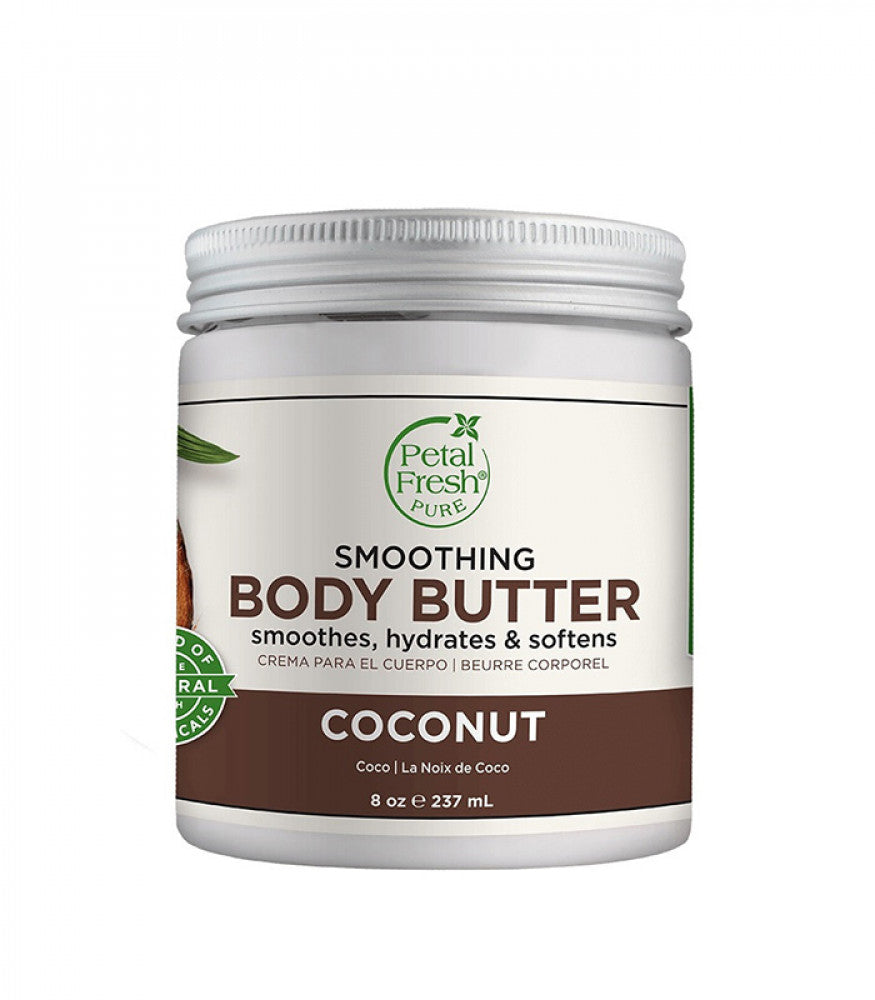 Petal
Fresh®
PURE
SMOOTHING
BODY BUTTER
smoothes, hydrates & softens
CREMA PARA EL CUERPO | BEURRE CORPOREL
COCONUT
Coco | La Noix de Coco
8 oz ℮ 237 mL
OF